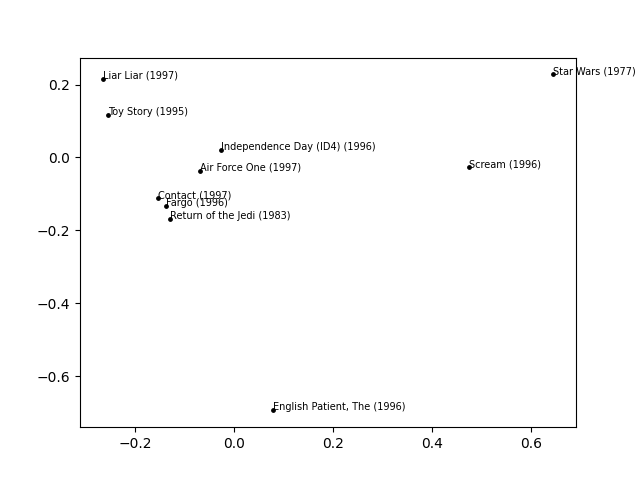 Star Wars (1977)
Liar Liar (1997)
0.2
Toy Story (1995)
Independence Day (ID4) (1996)
0.0
Scream (1996)
Air Force One (1997)
Contact (1997)
Fargo (1996)
Return of the Jedi (1983)
−0.2
−0.4
−0.6
English Patient, The (1996)
−0.2 0.0 0.2 0.4 0.6